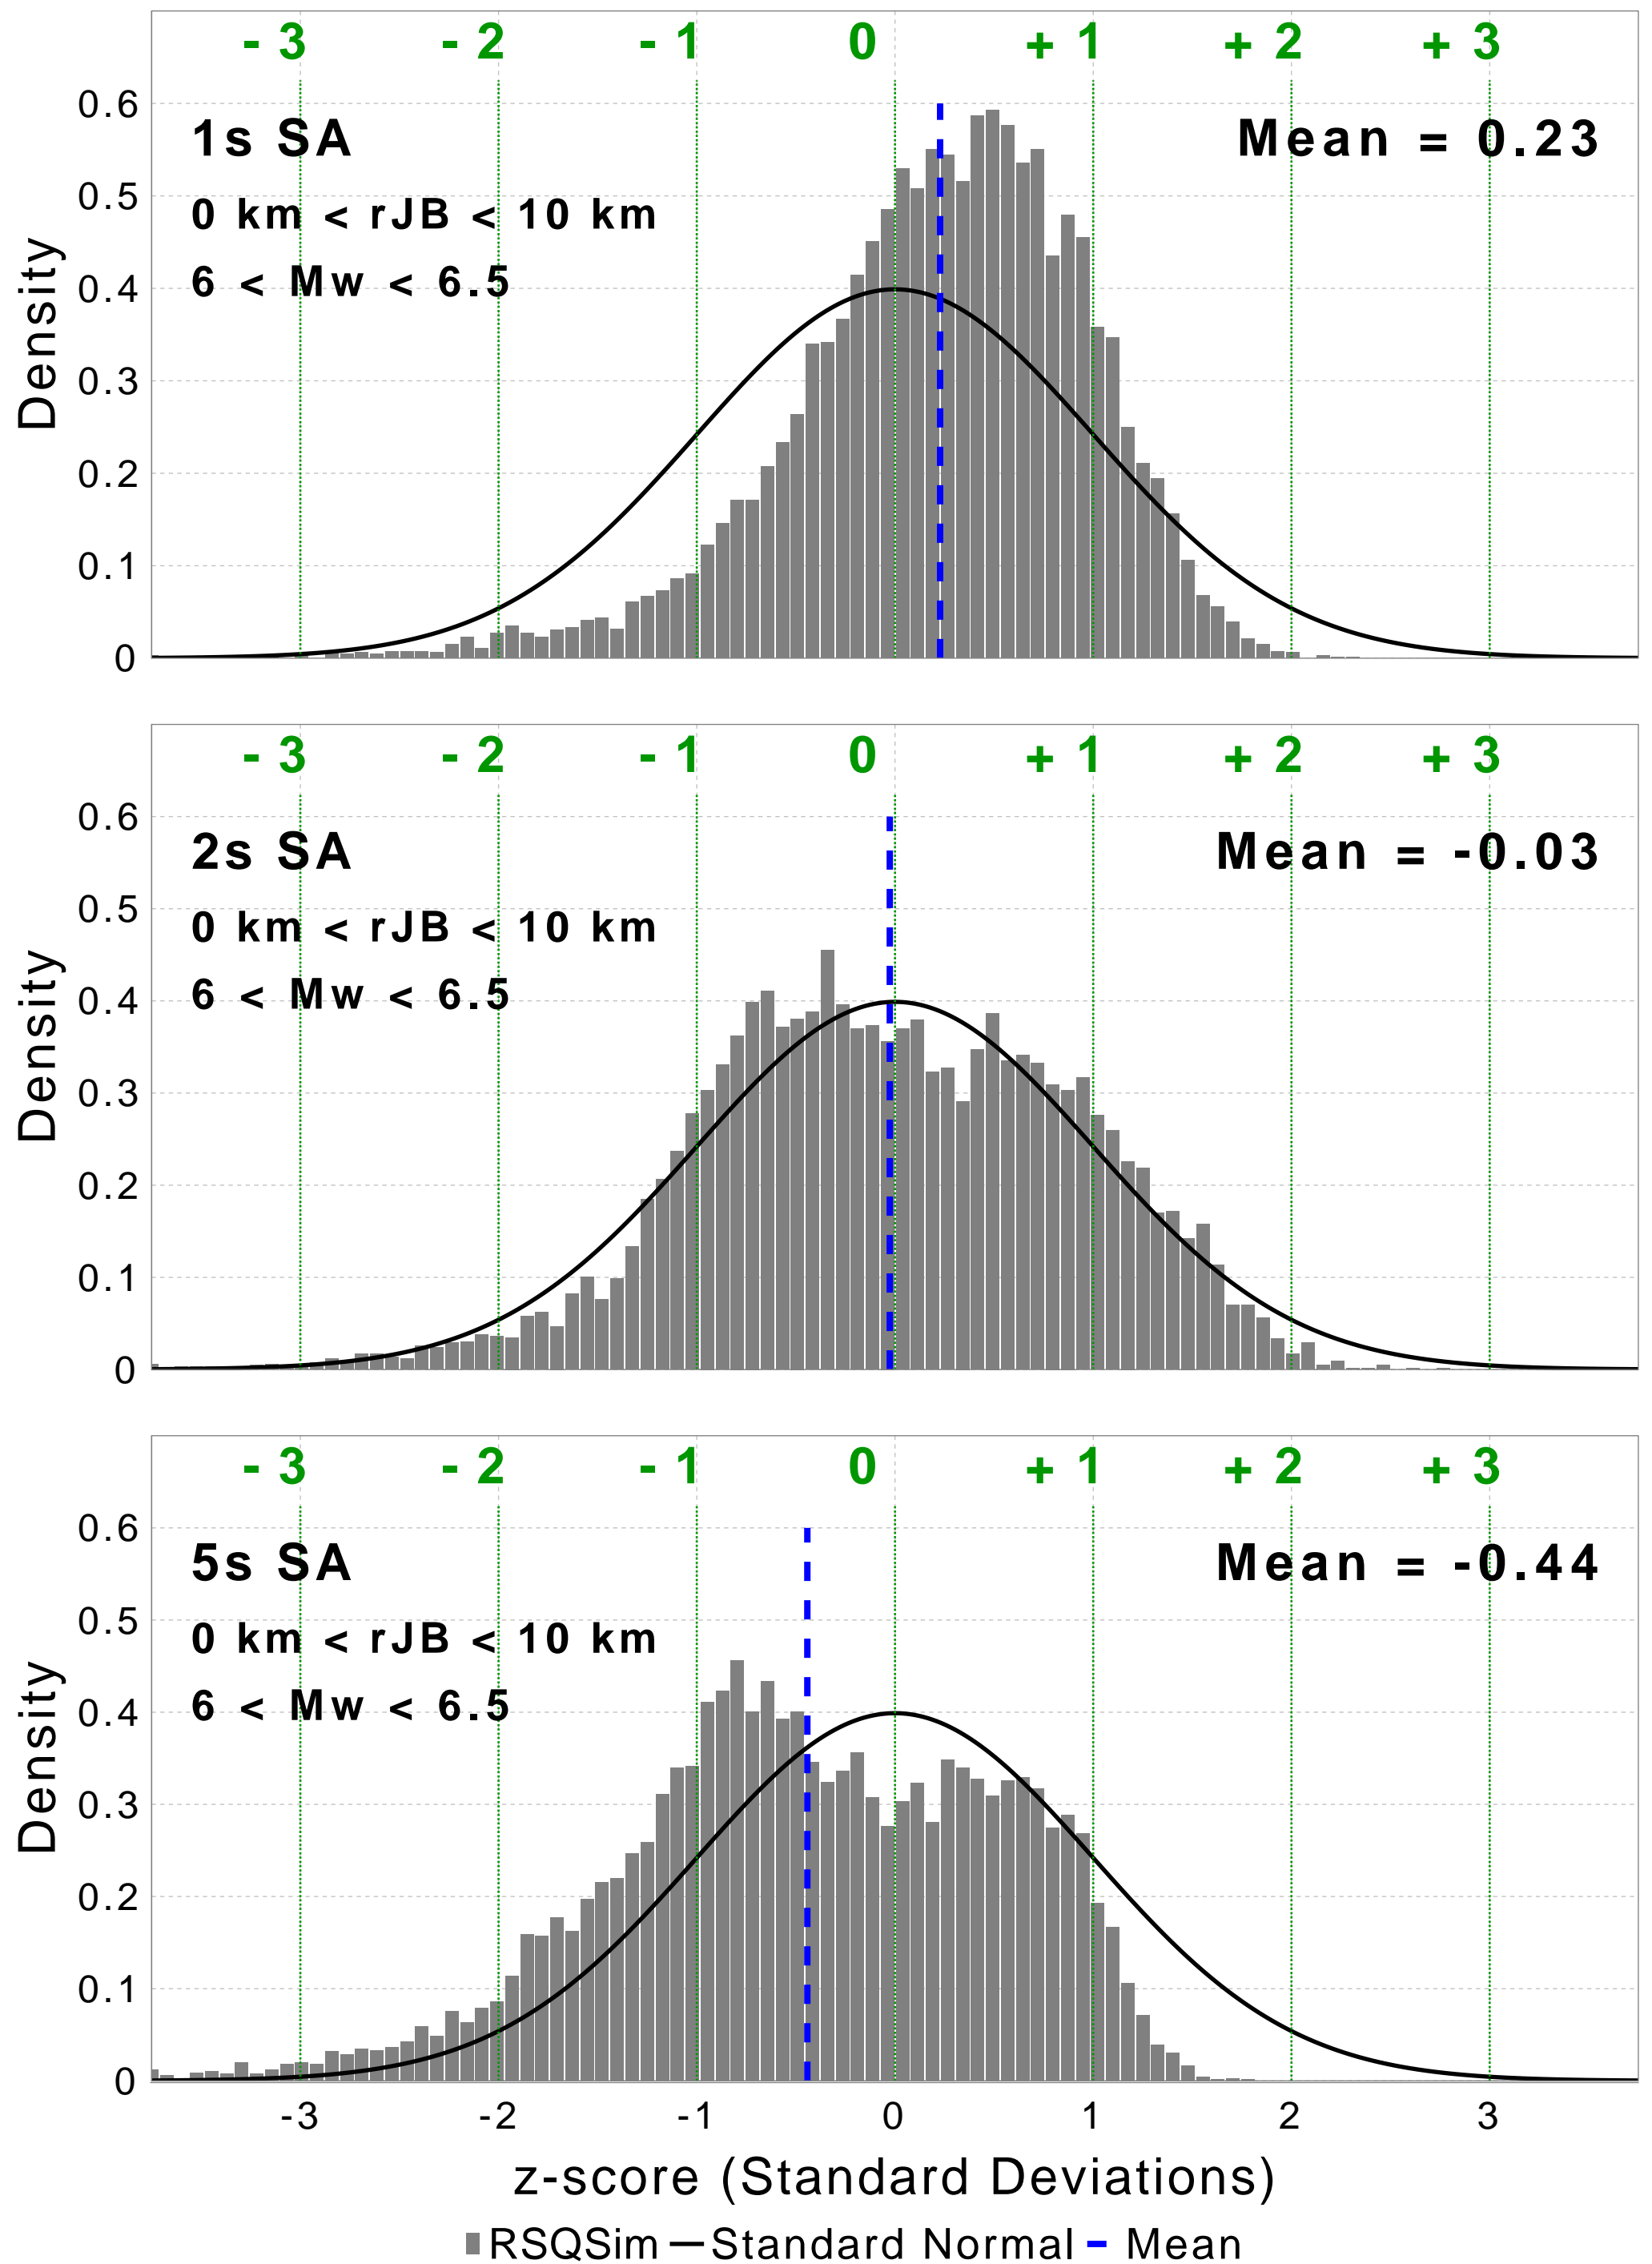 - 3 - 2 - 1 0 + 1 + 2 + 3
0.6
1s SA
Mean = 0.23
0.5
0 km < rJB < 10 km
6 < Mw < 6.5
0.4
Density
0.3
0.2
0.1
0
- 3 - 2 - 1 0 + 1 + 2 + 3
0.6
2s SA
Mean = -0.03
0.5
0 km < rJB < 10 km
6 < Mw < 6.5
0.4
Density
0.3
0.2
0.1
0
- 3 - 2 - 1 0 + 1 + 2 + 3
0.6
5s SA
Mean = -0.44
0.5
0 km < rJB < 10 km
6 < Mw < 6.5
0.4
Density
0.3
0.2
0.1
0
-3 -2 -1 0 1 2 3
z-score (Standard Deviations)
RSQSim Standard Normal Mean